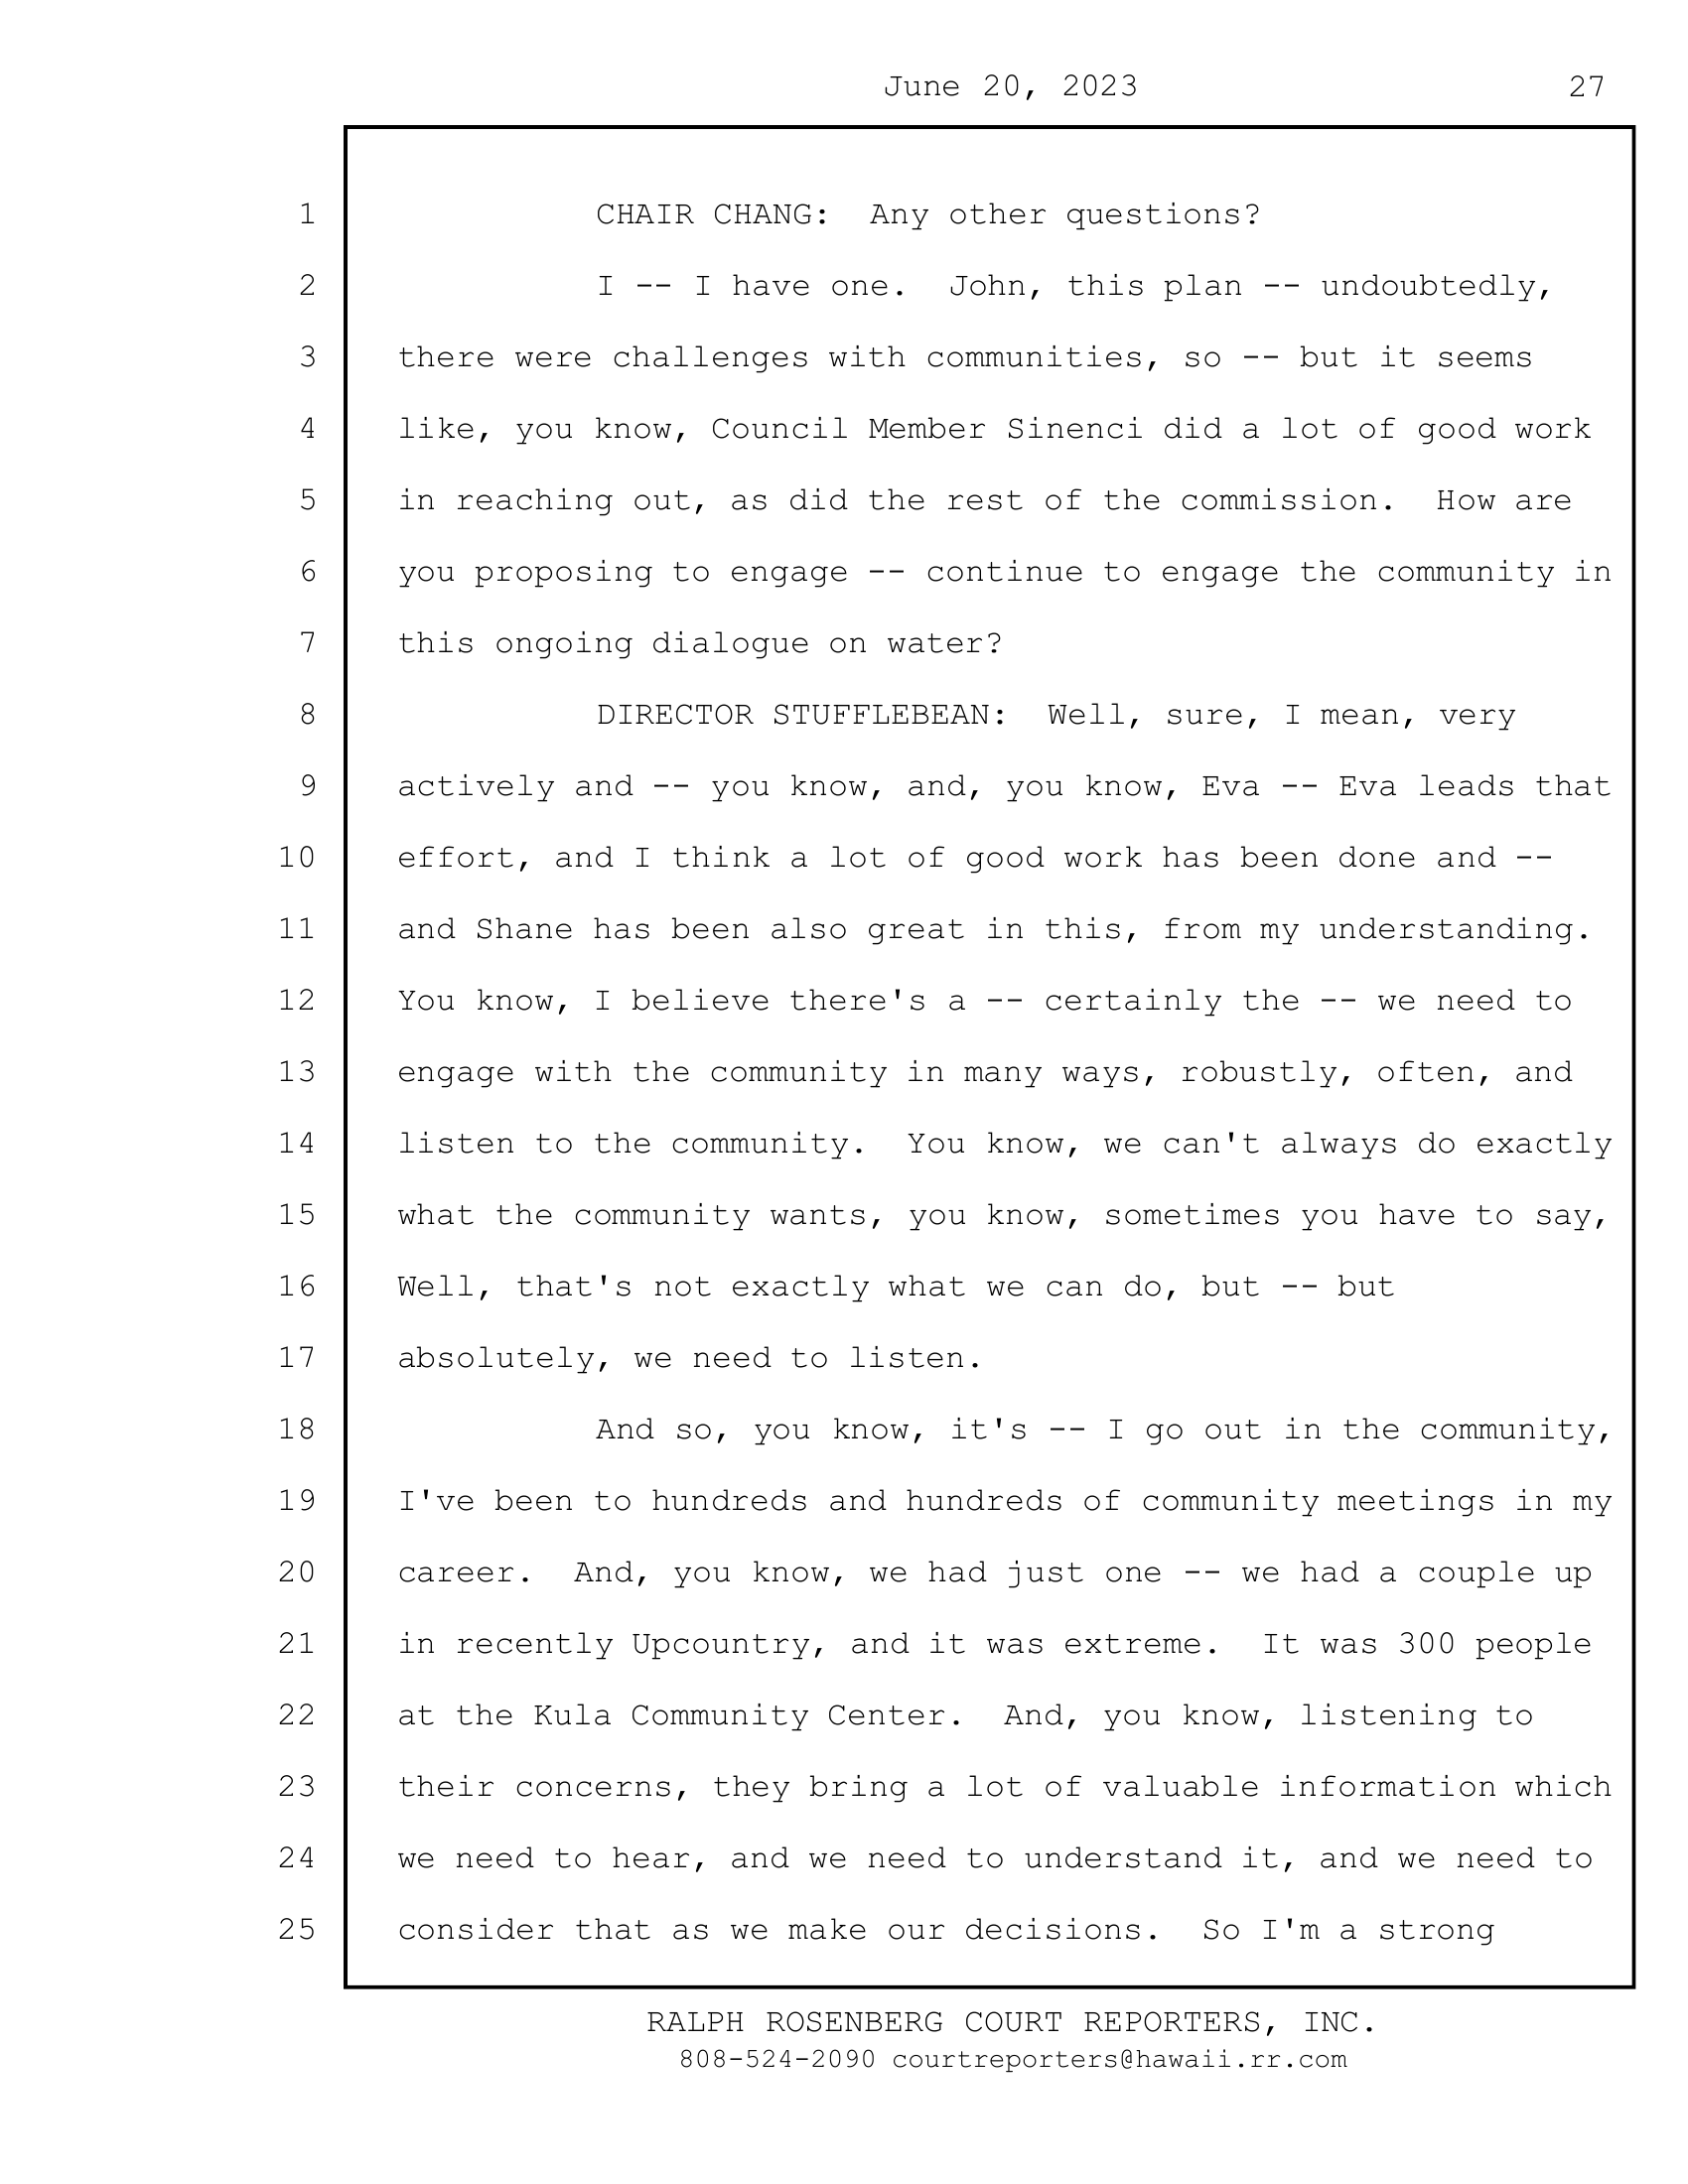 June 20, 2023 27
1 CHAIR CHANG:  Any other questions?
2 I -- I have one.  John, this plan -- undoubtedly,
3 there were challenges with communities, so -- but it seems
4 like, you know, Council Member Sinenci did a lot of good work
5 in reaching out, as did the rest of the commission.  How are
6 you proposing to engage -- continue to engage the community in
7 this ongoing dialogue on water?
8 DIRECTOR STUFFLEBEAN:  Well, sure, I mean, very
9 actively and -- you know, and, you know, Eva -- Eva leads that
10 effort, and I think a lot of good work has been done and --
11 and Shane has been also great in this, from my understanding.
12 You know, I believe there's a -- certainly the -- we need to
13 engage with the community in many ways, robustly, often, and
14 listen to the community.  You know, we can't always do exactly
15 what the community wants, you know, sometimes you have to say,
16 Well, that's not exactly what we can do, but -- but
17 absolutely, we need to listen.
18 And so, you know, it's -- I go out in the community,
19 I've been to hundreds and hundreds of community meetings in my
20 career.  And, you know, we had just one -- we had a couple up
21 in recently Upcountry, and it was extreme.  It was 300 people
22 at the Kula Community Center.  And, you know, listening to
23 their concerns, they bring a lot of valuable information which
24 we need to hear, and we need to understand it, and we need to
25 consider that as we make our decisions.  So I'm a strong
RALPH ROSENBERG COURT REPORTERS, INC.
808-524-2090 courtreporters@hawaii.rr.com